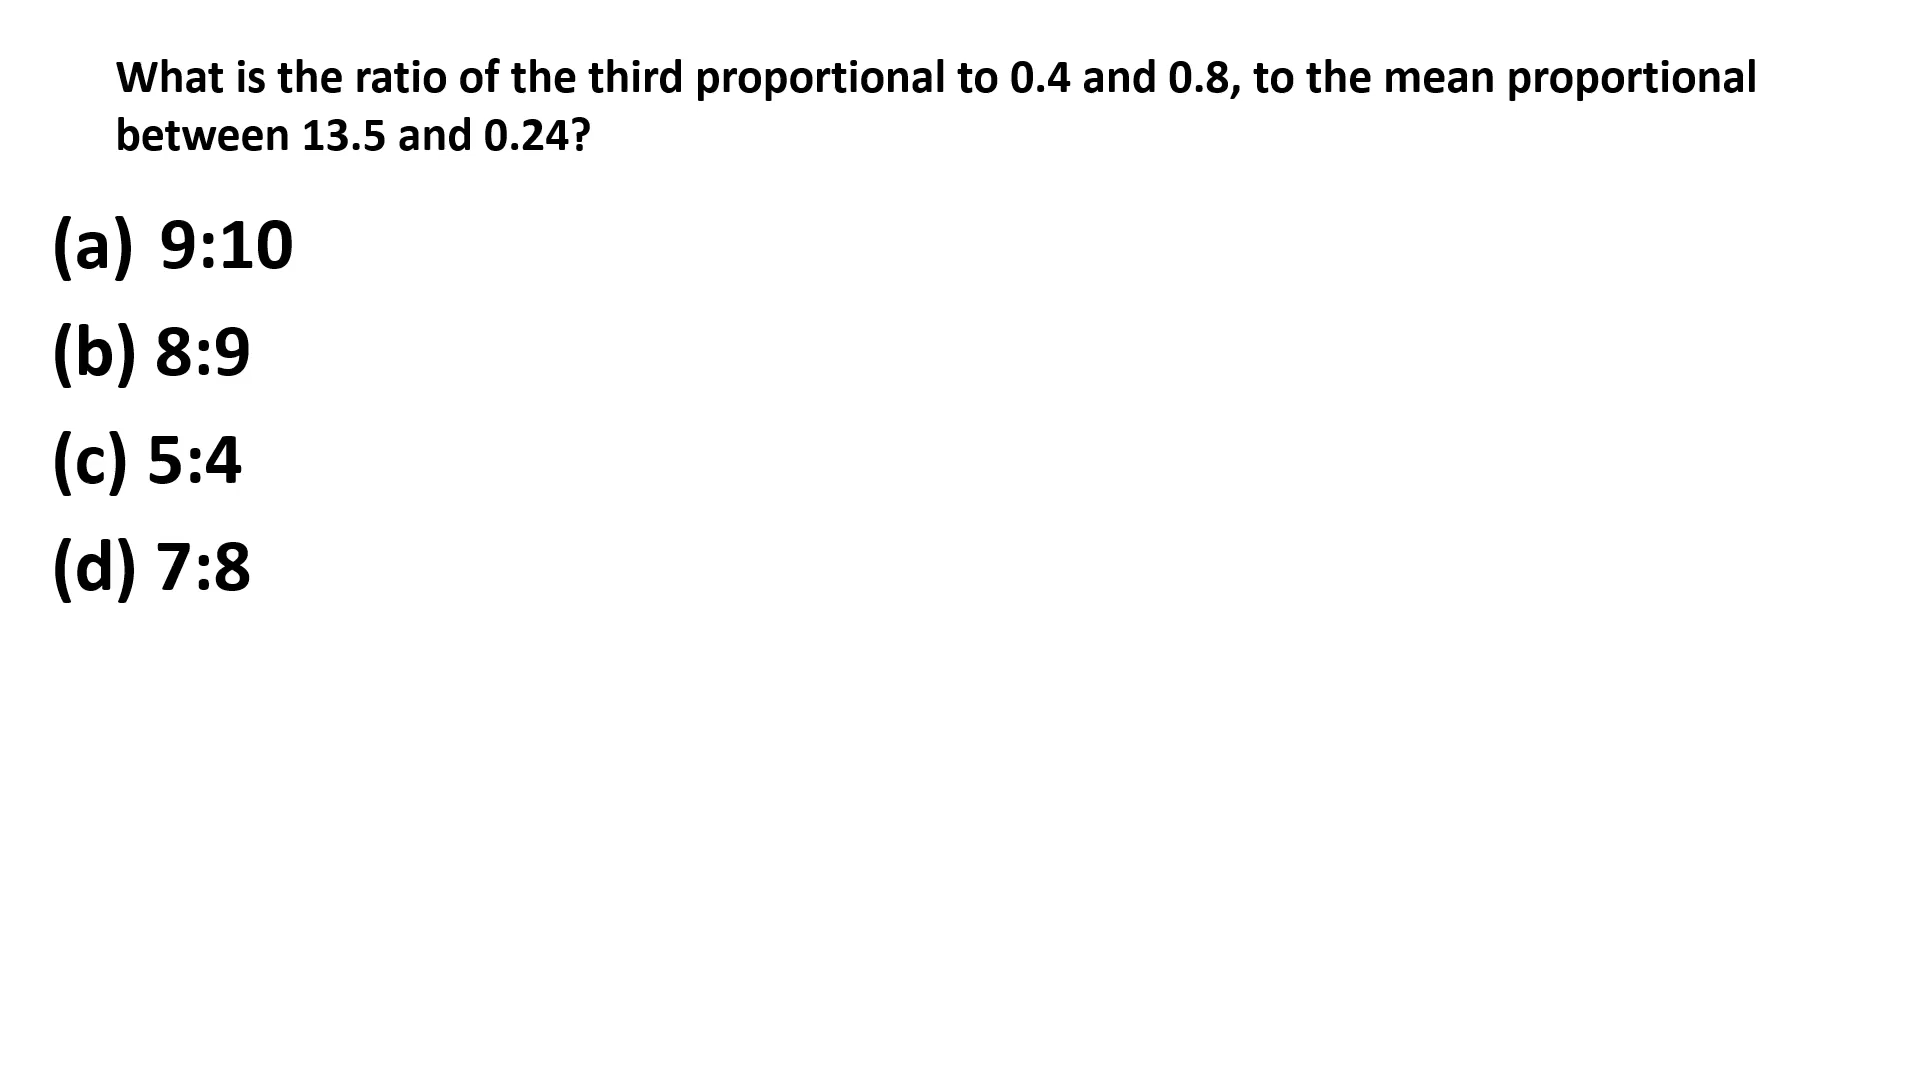 What is the ratio of the third proportional to 0.4 and 0.8, to the mean proportional
between 13.5 and 0.24?
(a) 9:10
(b) 8:9
(c) 5:4
(d) 7:8